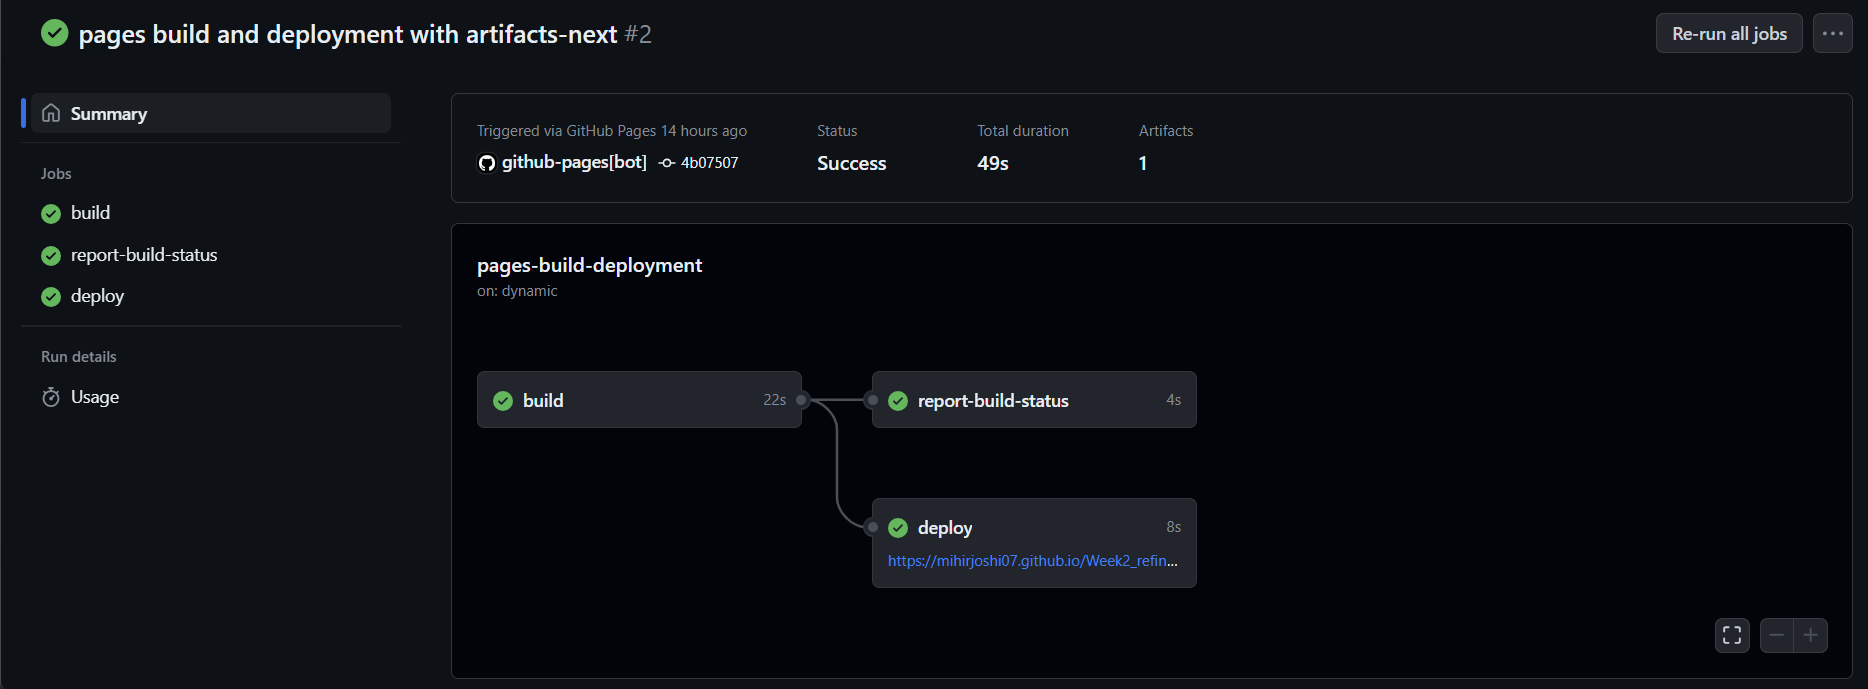 pages build and deployment with artifacts-next #2
Re-run all jobs
Summary
Jobs
build
report-build-status
deploy
Run details
Usage
Triggered via GitHub Pages 14 hours ago
github-pages[bot] 4b07507
Status
Success
Total duration
49s
Artifacts
1
pages-build-deployment
on: dynamic
build 22s
report-build-status 4s
deploy 8s
https://mihirjoshi07.github.io/Week2_refin...